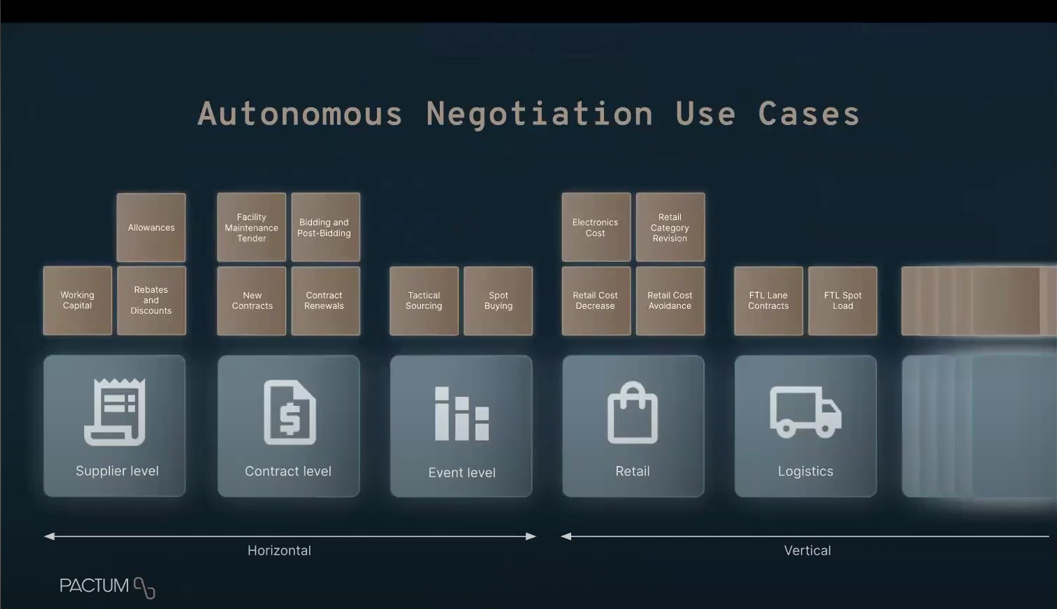 Autonomous Negotiation Use Cases
Allowances
Working
Capital
Rebates
and
Discounts
Facility
Maintenance
Tender
Bidding and
Post-Bidding
New
Contracts
Contract
Renewals
Tactical
Sourcing
Spot
Buying
Electronics
Cost
Retail
Category
Revision
Retail Cost
Decrease
Retail Cost
Avoidance
FTL Lane
Contracts
FTL Spot
Load
Supplier level
Contract level
Event level
Retail
Logistics
Horizontal
Vertical
PACTUM